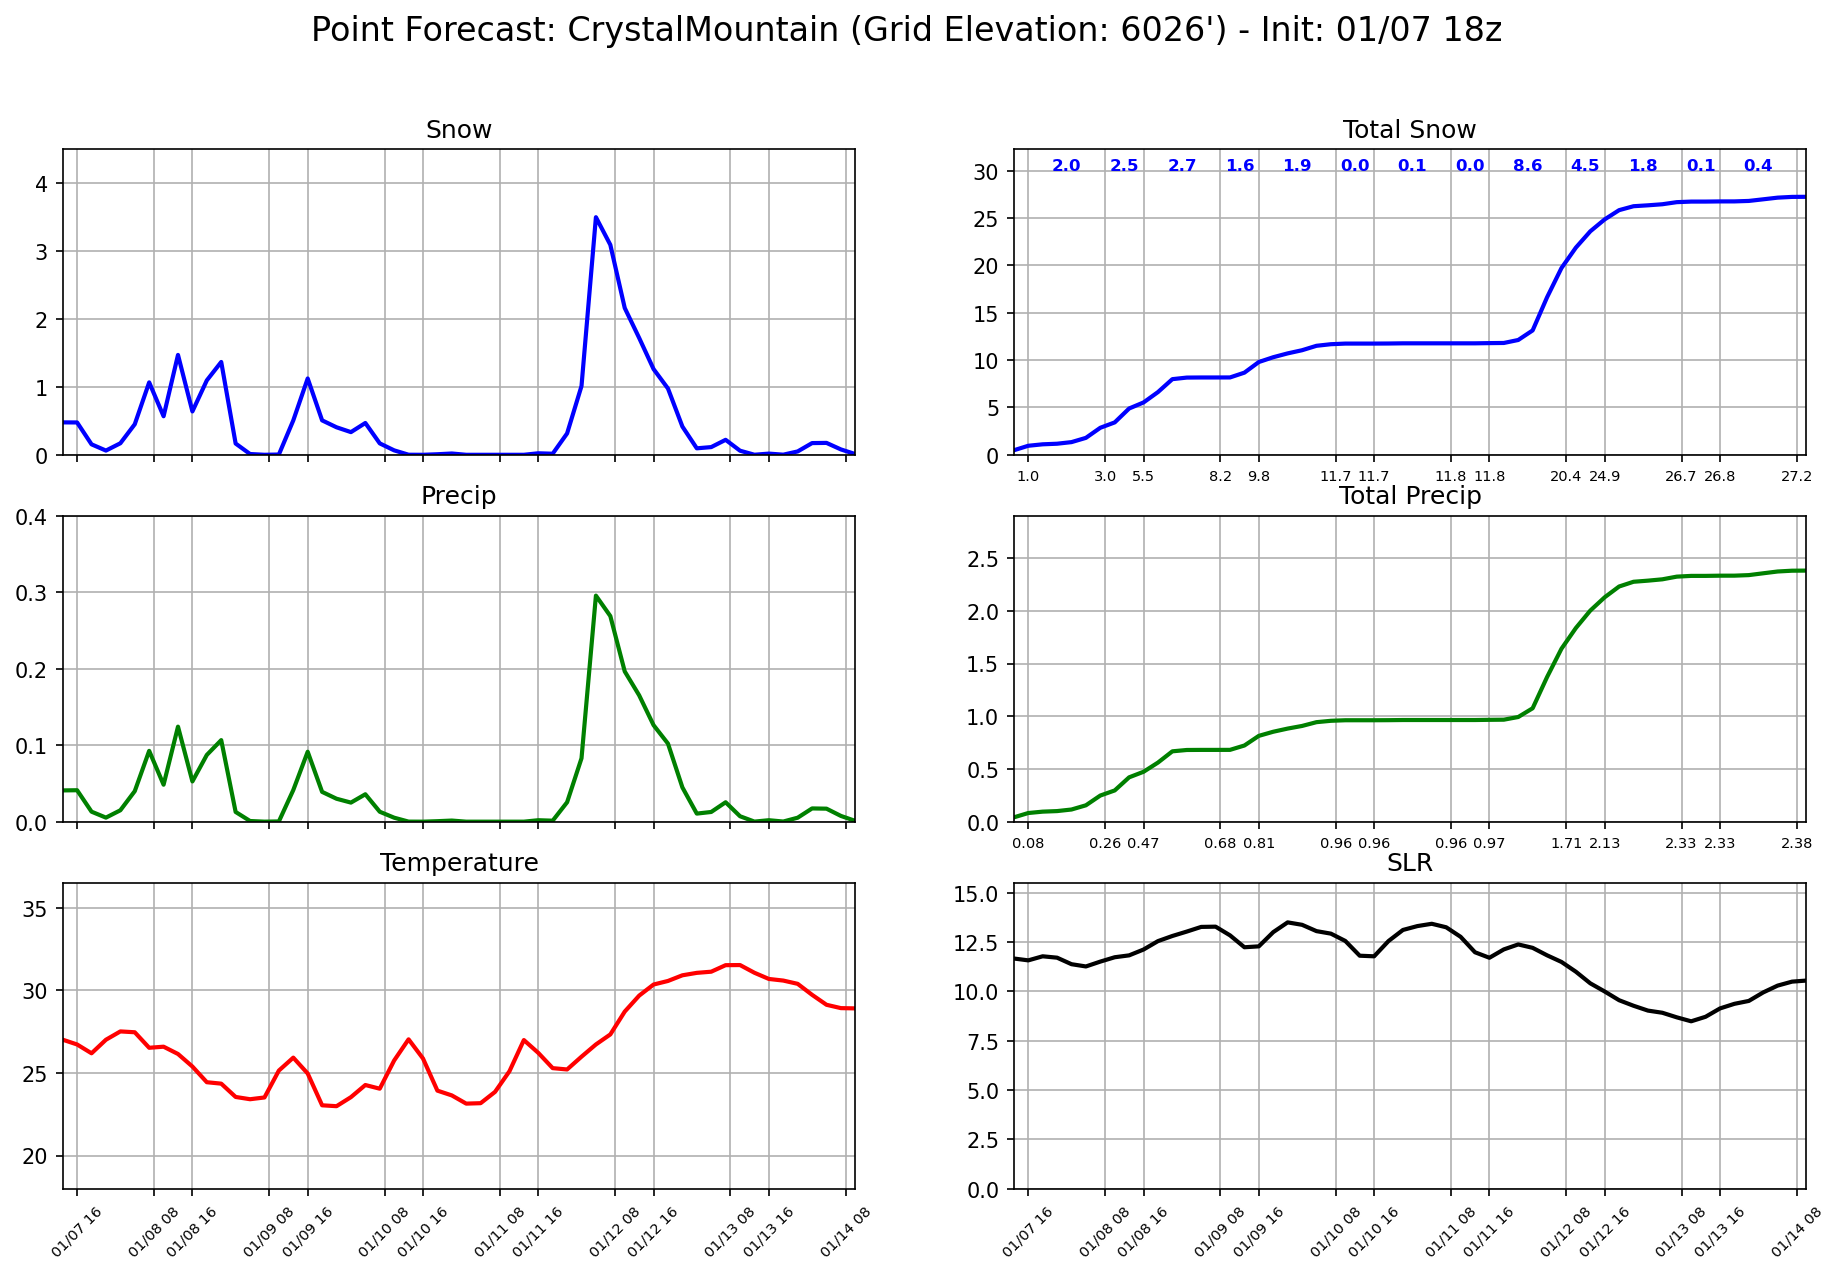 Point Forecast: CrystalMountain (Grid Elevation: 6026') - Init: 01/07 18z
Snow
4
3
2
1
0
Total Snow
2.0 2.5 2.7 1.6 1.9 0.0 0.1 0.0 8.6 4.5 1.8 0.1 0.4
30
25
20
15
10
5
0
1.0 3.0 5.5 8.2 9.8 11.7 11.7 11.8 11.8 20.4 24.9 26.7 26.8 27.2
Precip
0.4
0.3
0.2
0.1
0.0
Total Precip
2.5
2.0
1.5
1.0
0.5
0.0
0.08 0.26 0.47 0.68 0.81 0.96 0.96 0.96 0.97 1.71 2.13 2.33 2.33 2.38
Temperature
35
30
25
20
01/07 16 01/08 08 01/08 16 01/09 08 01/09 16 01/10 08 01/10 16 01/11 08 01/11 16 01/12 08 01/12 16 01/13 08 01/13 16 01/14 08
SLR
15.0
12.5
10.0
7.5
5.0
2.5
0.0
01/07 16 01/08 08 01/08 16 01/09 08 01/09 16 01/10 08 01/10 16 01/11 08 01/11 16 01/12 08 01/12 16 01/13 08 01/13 16 01/14 08